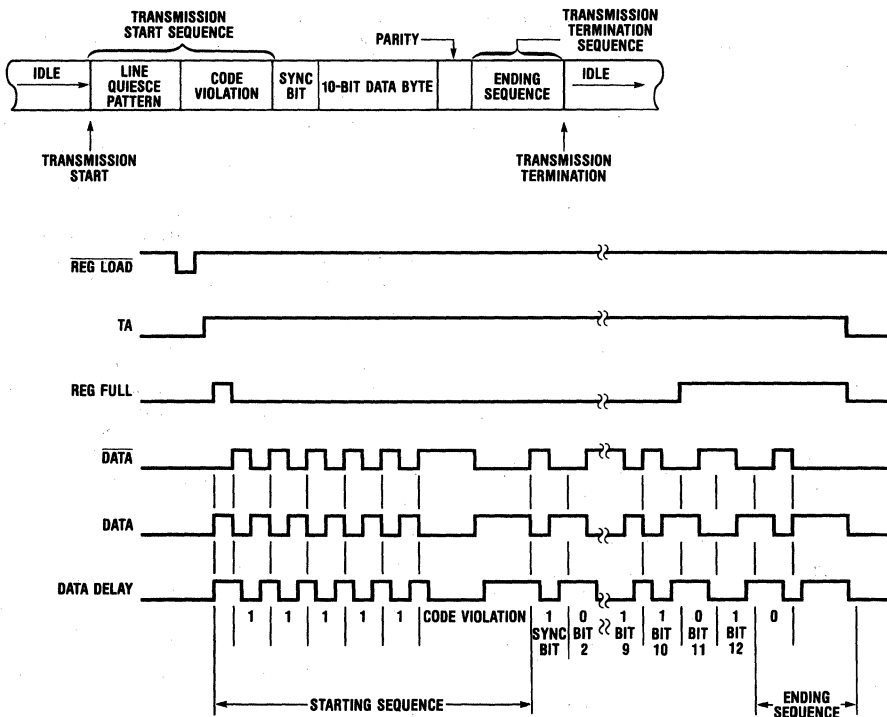 TRANSMISSION
START SEQUENCE
PARITY
TRANSMISSION
TERMINATION
SEQUENCE
IDLE
LINE
QUIESCE
PATTERN
CODE
VIOLATION
SYNC
BIT
10-BIT DATA BYTE
ENDING
SEQUENCE
IDLE
TRANSMISSION
START
TRANSMISSION
TERMINATION
REG LOAD
TA
REG FULL
DATA
DATA
DATA DELAY
1 1 1 1 1 CODE VIOLATION 1 0 1 1 0 1 0
SYNC
BIT
BIT
2
BIT
9
BIT
10
BIT
11
BIT
12
STARTING SEQUENCE
ENDING
SEQUENCE